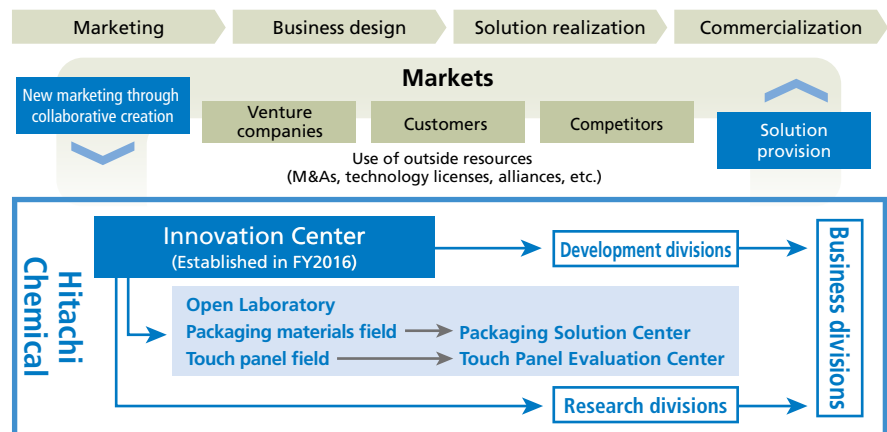 Marketing
Business design
Solution realization
Commercialization
Markets
New marketing through
collaborative creation
Venture
companies
Customers
Competitors
Solution
provision
Use of outside resources
(M&As, technology licenses, alliances, etc.)
Hitachi
Chemical
Innovation Center
(Established in FY2016)
Development divisions
Business divisions
Open Laboratory
Packaging materials field
Packaging Solution Center
Touch panel field
Touch Panel Evaluation Center
Research divisions